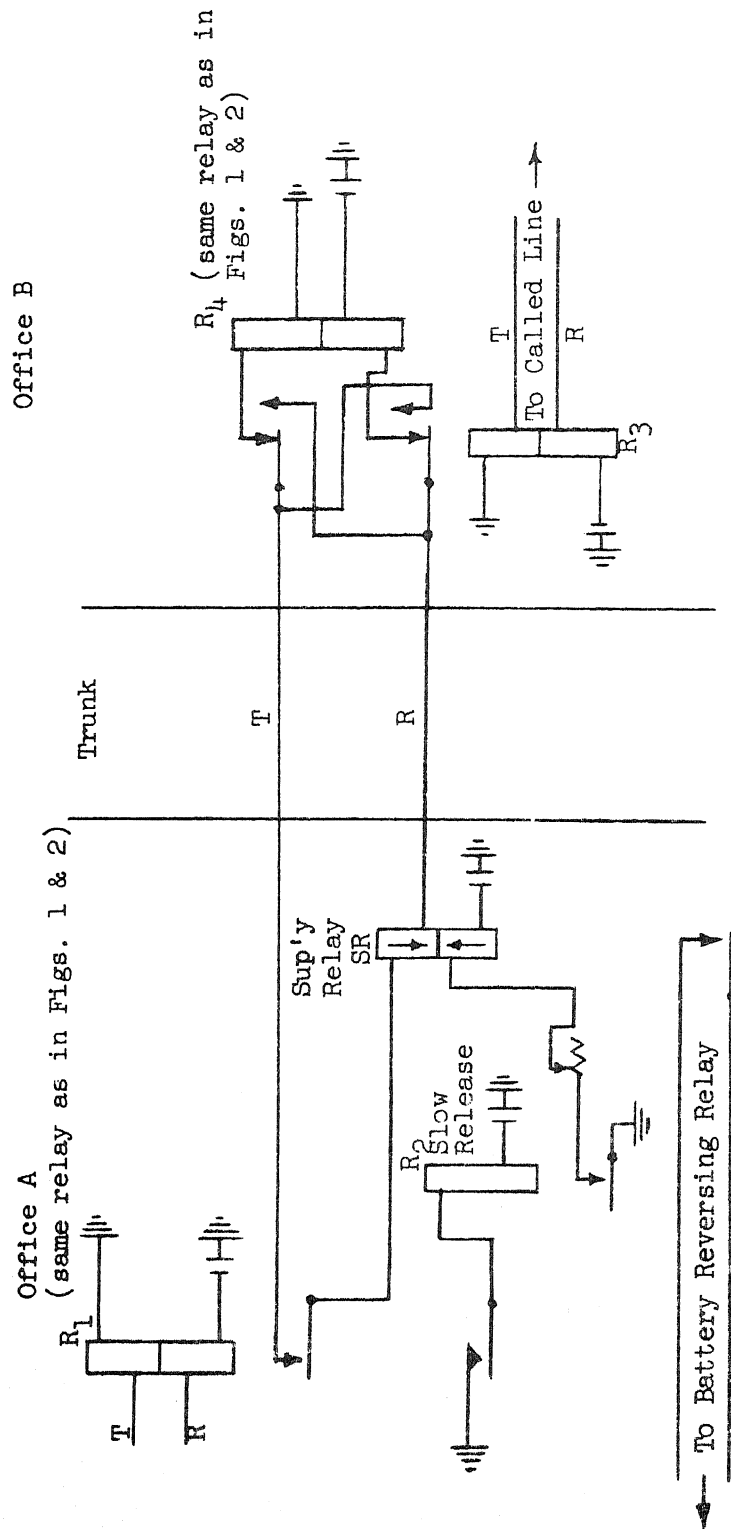 Office A
(same relay as in Figs. 1 & 2)
R1
T
R
R2
Slow
Release
Sup'y
Relay
SR
To Battery Reversing Relay
Trunk
T
R
Office B
R4 (same relay as in
Figs. 1 & 2)
T
To Called Line
R
R3